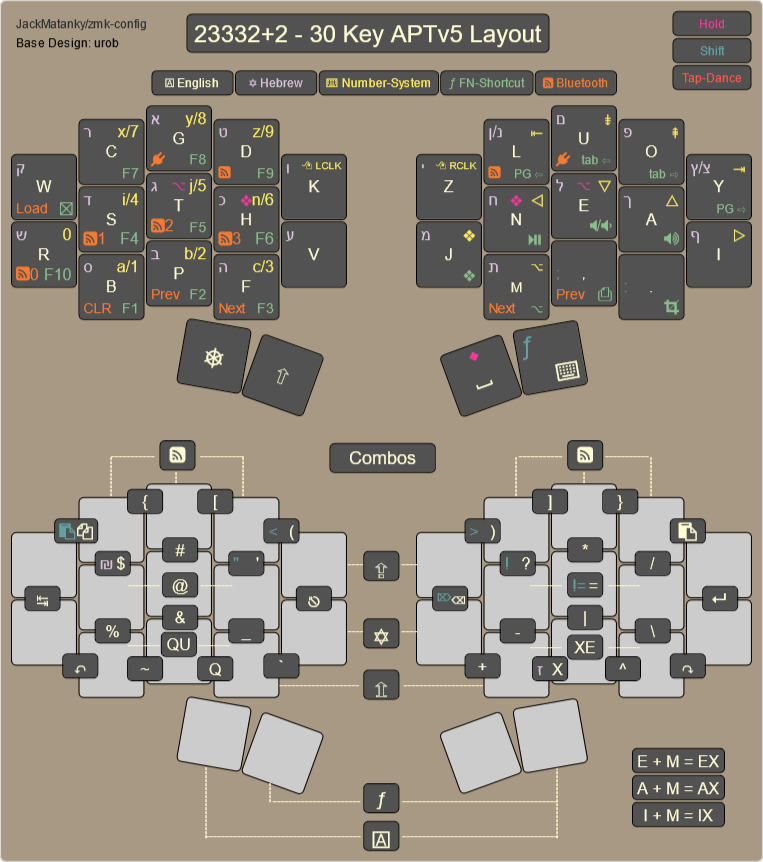 JackMatanky/zmk-config
Base Design: urob
23332+2 - 30 Key APTv5 Layout
Hold
Shift
Tap-Dance
A English
Hebrew
Number-System
ƒ FN-Shortcut
Bluetooth
ק
W
Load
ר x/7
C
F7
א y/8
G
F8
ט z/9
D
F9
ו LCLK
K
י RCLK
Z
נ/ן
L
PG ⇦
ם
U
tab ⇦
פ
O
tab ⇨
צ/ץ
Y
PG ⇨
ש 0
R
0 F10
ד i/4
S
1 F4
ג ⌥ j/5
T
2 F5
כ n/6
H
3 F6
ע
V
מ
J
ח ◁
N
ל ⌥ ▽
E
ך △
A
ף ▷
I
ס a/1
B
CLR F1
ב b/2
P
Prev F2
ה c/3
F
Next F3
ת ⌥
M
Next ⌥
,
Prev
.
⇧
ƒ
Combos
{ [
] }
< (
> )
₪ $
#
" '
! ?
*
/
@
!= =
%
&
_
-
|
\
QU
XE
~
Q
`
+
ז X
^
ƒ
A
E + M = EX
A + M = AX
I + M = IX